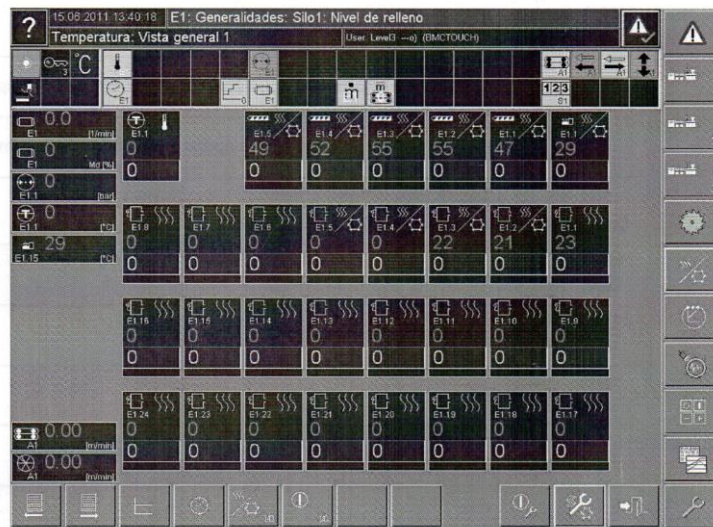 ?
15.06.2011 13:40:18 E1: Generalidades: Silo1: Nivel de relleno
Temperatura: Vista general 1 User Level3 ---o) (BMCTOUCH)
3 °C E1 A1 A1 A1 A1
E1 0 E1 m m 123 S1
0.0
E1 [1/min]
0
E1 Md [%]
0
E1.1 [bar]
0
E1.1 [°C]
29
E1.15 [°C]
E1.1 E1.5 E1.4 E1.3 E1.2 E1.1 E1.1
0 49 52 55 55 47 29
0 0 0 0 0 0 0
E1.8 E1.7 E1.6 E1.5 E1.4 E1.3 E1.2 E1.1
0 0 0 0 0 22 21 23
0 0 0 0 0 0 0 0
E1.16 E1.15 E1.14 E1.13 E1.12 E1.11 E1.10 E1.9
0 0 0 0 0 0 0 0
0 0 0 0 0 0 0 0
E1.24 E1.23 E1.22 E1.21 E1.20 E1.19 E1.18 E1.17
0 0 0 0 0 0 0 0
0 0 0 0 0 0 0 0
0.00
A1 [m/min]
0.00
A1 [m/min]